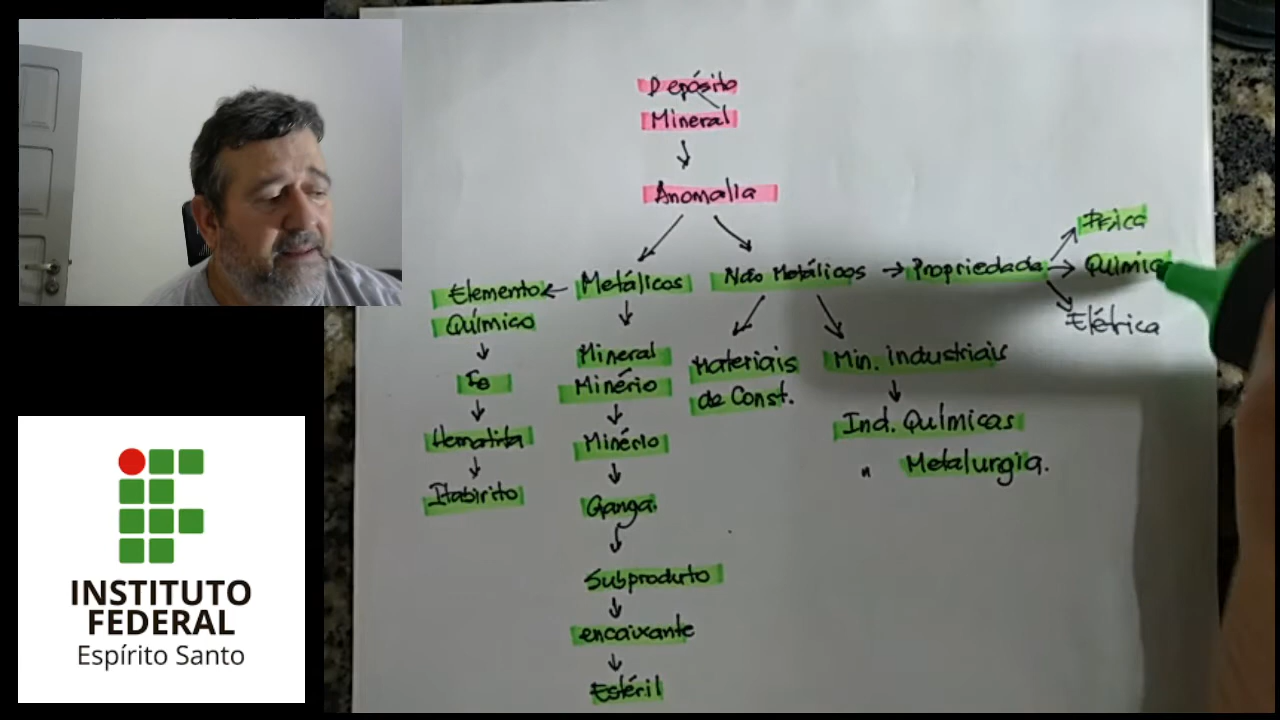 Depósito
Mineral
Anomalia
Metálicos
Elemento
Químico
Fe
Hematita
Itabirito
Mineral
Minério
Minério
Ganga.
Subproduto
encaixante
Estéril
Não Metálicos
Materiais
de Const.
Min. industriais
Ind. Químicas
" Metalurgia.
Propriedade
Física
Química
Elétrica
INSTITUTO
FEDERAL
Espírito Santo